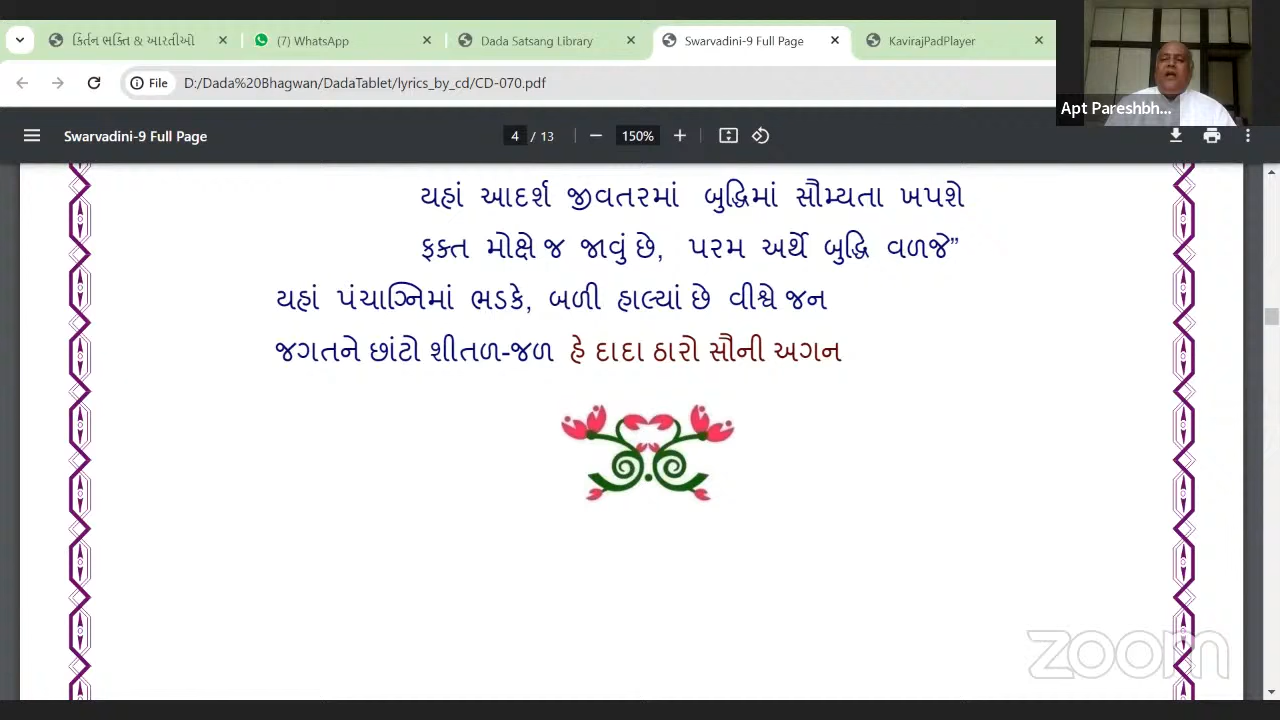 કિર્તન ભક્તિ & આરતીઓ
(7) WhatsApp
Dada Satsang Library
Swarvadini-9 Full Page
KavirajPadPlayer
File
D:/Dada%20Bhagwan/DadaTablet/lyrics_by_cd/CD-070.pdf
Apt Pareshbh...
Swarvadini-9 Full Page
4 / 13
150%
યહાં આદર્શ જીવતરમાં બુદ્ધિમાં સૌમ્યતા ખપશે
ફક્ત મોક્ષે જ જાવું છે, પરમ અર્થે બુદ્ધિ વળજે”
યહાં પંચાગ્નિમાં ભડકે, બળી હાલ્યાં છે વીશ્વે જન
જગતને છાંટો શીતળ-જળ હે દાદા ઠારો સૌની અગન
zoom